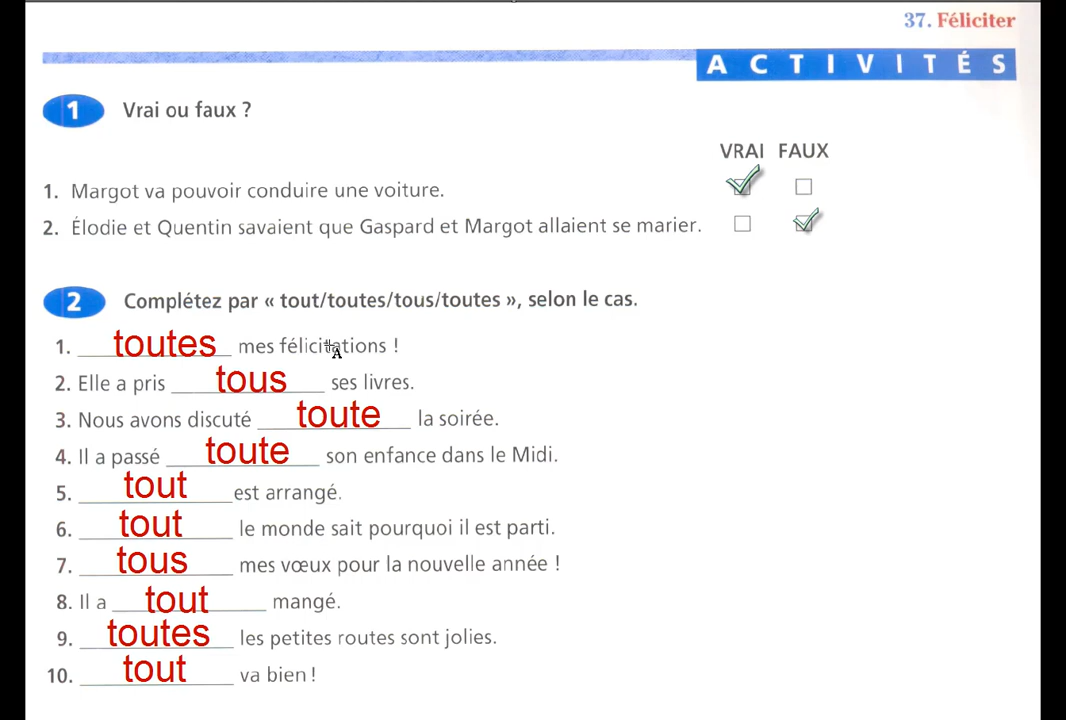 37. Féliciter
ACTIVITÉS
1 Vrai ou faux ?
VRAI FAUX
1. Margot va pouvoir conduire une voiture.
2. Élodie et Quentin savaient que Gaspard et Margot allaient se marier.
2 Complétez par « tout/toutes/tous/toutes », selon le cas.
1. toutes mes félicitations !
2. Elle a pris tous ses livres.
3. Nous avons discuté toute la soirée.
4. Il a passé toute son enfance dans le Midi.
5. tout est arrangé.
6. tout le monde sait pourquoi il est parti.
7. tous mes vœux pour la nouvelle année !
8. Il a tout mangé.
9. toutes les petites routes sont jolies.
10. tout va bien !